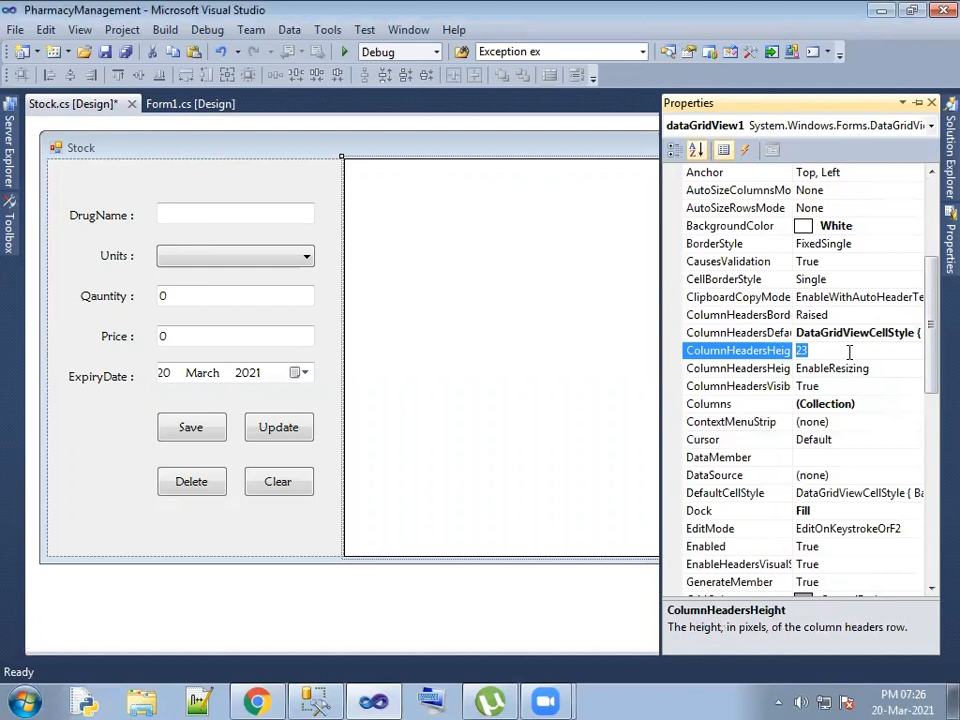 PharmacyManagement - Microsoft Visual Studio
File Edit View Project Build Debug Team Data Tools Test Window Help
Debug Exception ex
Stock.cs [Design]* Form1.cs [Design]
Properties
dataGridView1 System.Windows.Forms.DataGridVi
Server Explorer
Toolbox
Solution Explorer
Properties
Stock
DrugName :
Units :
Qauntity : 0
Price : 0
ExpiryDate : 20 March 2021
Save Update
Delete Clear
Anchor Top, Left
AutoSizeColumnsMo None
AutoSizeRowsMode None
BackgroundColor White
BorderStyle FixedSingle
CausesValidation True
CellBorderStyle Single
ClipboardCopyMode EnableWithAutoHeaderTe
ColumnHeadersBord Raised
ColumnHeadersDefau DataGridViewCellStyle {
ColumnHeadersHeig 23
ColumnHeadersHeig EnableResizing
ColumnHeadersVisib True
Columns (Collection)
ContextMenuStrip (none)
Cursor Default
DataMember
DataSource (none)
DefaultCellStyle DataGridViewCellStyle { Ba
Dock Fill
EditMode EditOnKeystrokeOrF2
Enabled True
EnableHeadersVisualS True
GenerateMember True
ColumnHeadersHeight
The height, in pixels, of the column headers row.
Ready
PM 07:26
20-Mar-2021